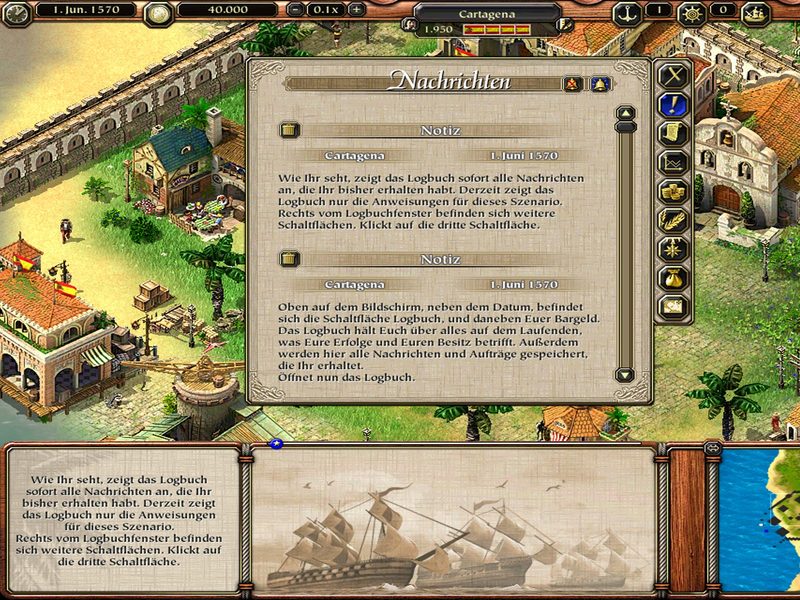 1. Jun. 1570
40.000
0.1x
Cartagena
1.950
1
0
Nachrichten
Notiz
Cartagena 1. Juni 1570
Wie Ihr seht, zeigt das Logbuch sofort alle Nachrichten
an, die Ihr bisher erhalten habt. Derzeit zeigt das
Logbuch nur die Anweisungen für dieses Szenario.
Rechts vom Logbuchfenster befinden sich weitere
Schaltflächen. Klickt auf die dritte Schaltfläche.
Notiz
Cartagena 1. Juni 1570
Oben auf dem Bildschirm, neben dem Datum, befindet
sich die Schaltfläche Logbuch, und daneben Euer Bargeld.
Das Logbuch hält Euch über alles auf dem Laufenden,
was Eure Erfolge und Euren Besitz betrifft. Außerdem
werden hier alle Nachrichten und Aufträge gespeichert,
die Ihr erhaltet.
Öffnet nun das Logbuch.
Wie Ihr seht, zeigt das Logbuch
sofort alle Nachrichten an, die Ihr
bisher erhalten habt. Derzeit zeigt
das Logbuch nur die Anweisungen
für dieses Szenario.
Rechts vom Logbuchfenster befinden
sich weitere Schaltflächen. Klickt auf
die dritte Schaltfläche.